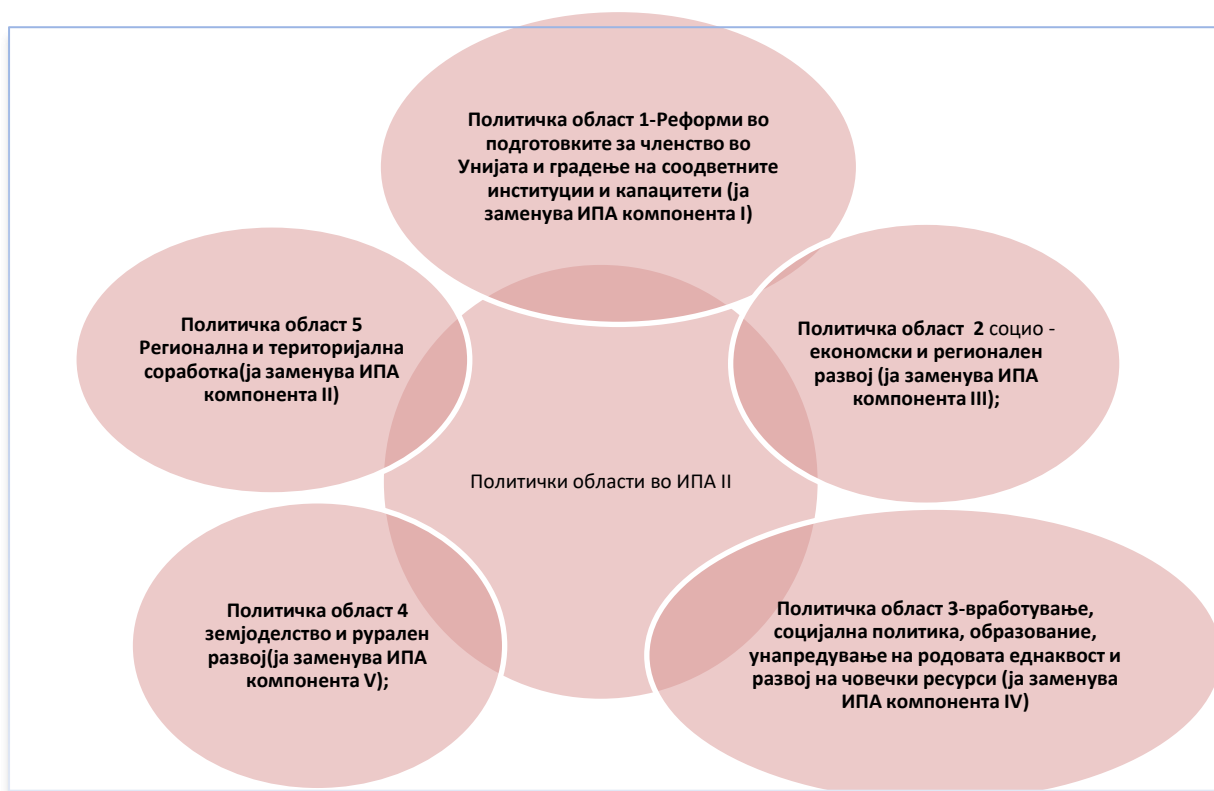 Политичка област 1-Реформи во
подготовките за членство во
Унијата и градење на соодветните
институции и капацитети (ја
заменува ИПА компонента I)
Политичка област 2 социо -
економски и регионален
развој (ја заменува ИПА
компонента III);
Политичка област 3-вработување,
социјална политика, образование,
унапредување на родовата еднаквост и
развој на човечки ресурси (ја заменува
ИПА компонента IV)
Политичка област 4
земјоделство и рурален
развој(ја заменува ИПА
компонента V);
Политичка област 5
Регионална и територијална
соработка(ја заменува ИПА
компонента II)
Политички области во ИПА II